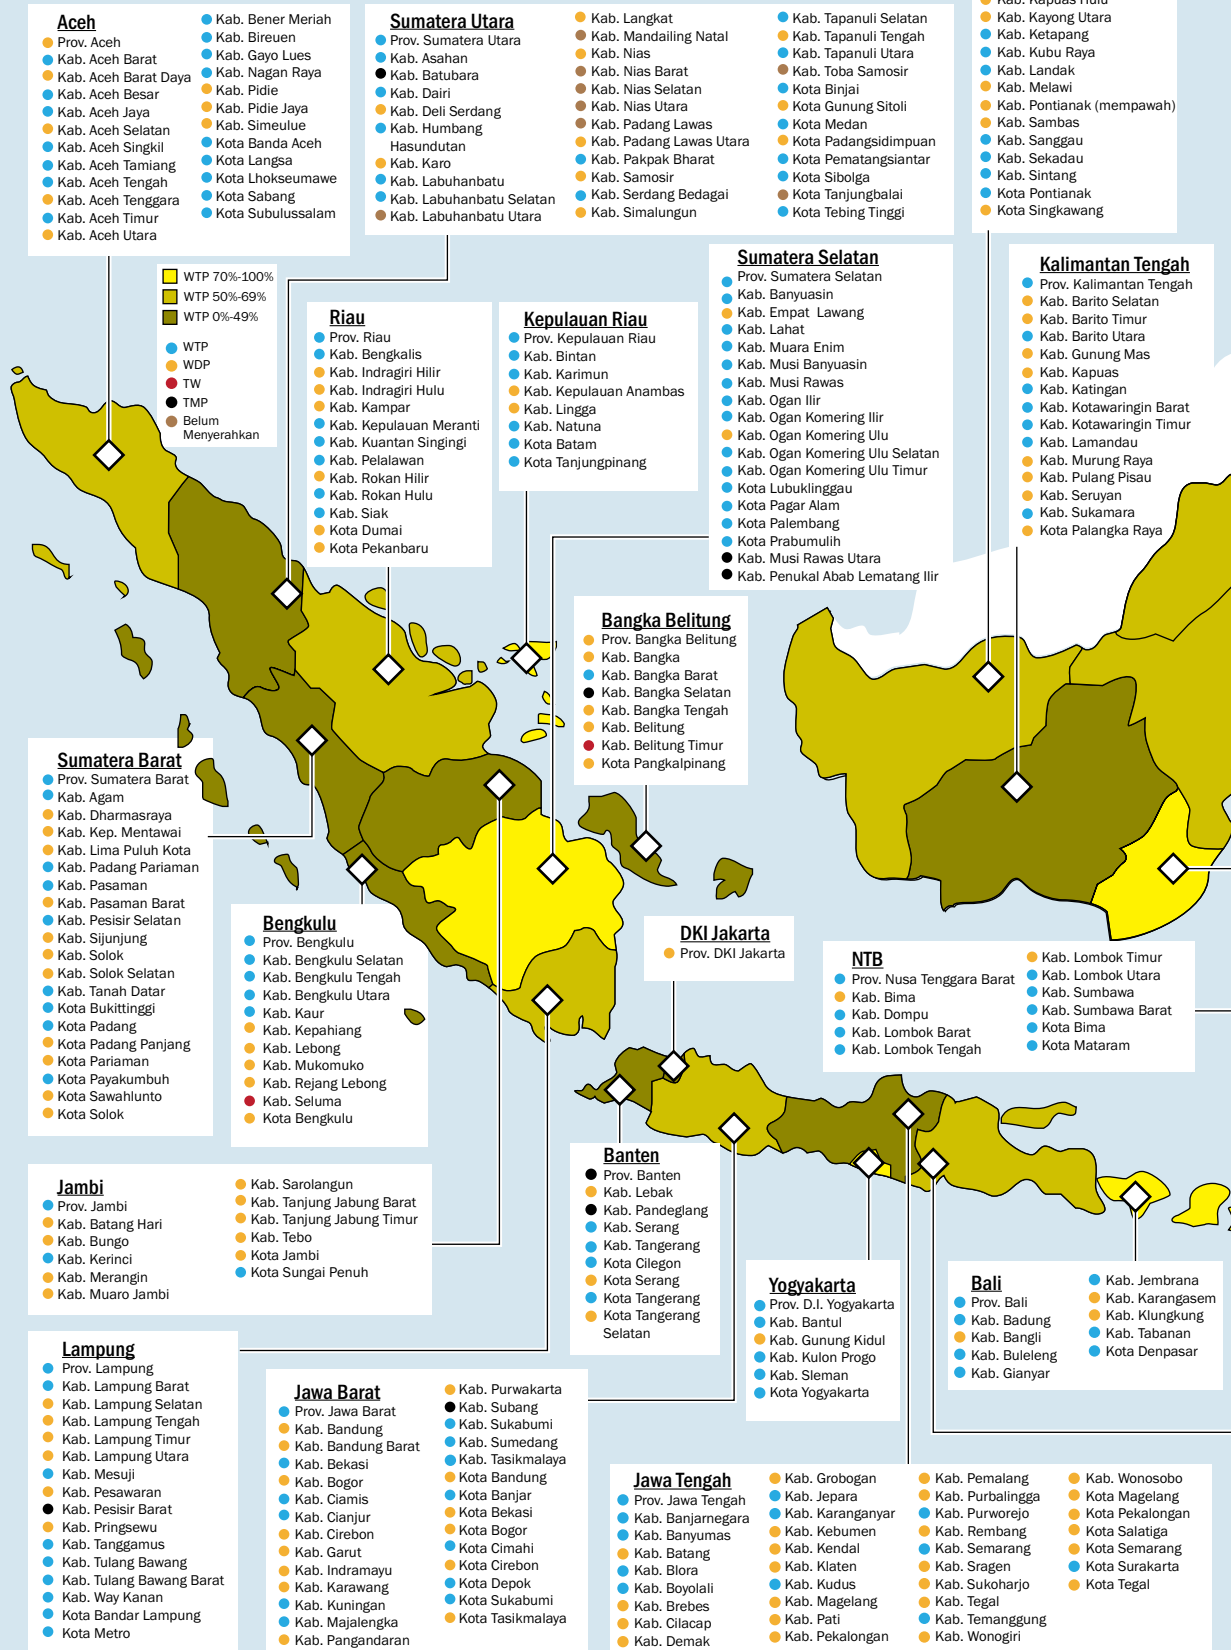 Aceh
Prov. Aceh
Kab. Aceh Barat
Kab. Aceh Barat Daya
Kab. Aceh Besar
Kab. Aceh Jaya
Kab. Aceh Selatan
Kab. Aceh Singkil
Kab. Aceh Tamiang
Kab. Aceh Tengah
Kab. Aceh Tenggara
Kab. Aceh Timur
Kab. Aceh Utara
Kab. Bener Meriah
Kab. Bireuen
Kab. Gayo Lues
Kab. Nagan Raya
Kab. Pidie
Kab. Pidie Jaya
Kab. Simeulue
Kota Banda Aceh
Kota Langsa
Kota Lhokseumawe
Kota Sabang
Kota Subulussalam
Sumatera Utara
Prov. Sumatera Utara
Kab. Asahan
Kab. Batubara
Kab. Dairi
Kab. Deli Serdang
Kab. Humbang
Hasundutan
Kab. Karo
Kab. Labuhanbatu
Kab. Labuhanbatu Selatan
Kab. Labuhanbatu Utara
Kab. Langkat
Kab. Mandailing Natal
Kab. Nias
Kab. Nias Barat
Kab. Nias Selatan
Kab. Nias Utara
Kab. Padang Lawas
Kab. Padang Lawas Utara
Kab. Pakpak Bharat
Kab. Samosir
Kab. Serdang Bedagai
Kab. Simalungun
Kab. Tapanuli Selatan
Kab. Tapanuli Tengah
Kab. Tapanuli Utara
Kab. Toba Samosir
Kota Binjai
Kota Gunung Sitoli
Kota Medan
Kota Padangsidimpuan
Kota Pematangsiantar
Kota Sibolga
Kota Tanjungbalai
Kota Tebing Tinggi
Kab. Kapuas Hulu
Kab. Kayong Utara
Kab. Ketapang
Kab. Kubu Raya
Kab. Landak
Kab. Melawi
Kab. Pontianak (mempawah)
Kab. Sambas
Kab. Sanggau
Kab. Sekadau
Kab. Sintang
Kota Pontianak
Kota Singkawang
WTP 70%-100%
WTP 50%-69%
WTP 0%-49%
WTP
WDP
TW
TMP
Belum
Menyerahkan
Riau
Prov. Riau
Kab. Bengkalis
Kab. Indragiri Hilir
Kab. Indragiri Hulu
Kab. Kampar
Kab. Kepulauan Meranti
Kab. Kuantan Singingi
Kab. Pelalawan
Kab. Rokan Hilir
Kab. Rokan Hulu
Kab. Siak
Kota Dumai
Kota Pekanbaru
Kepulauan Riau
Prov. Kepulauan Riau
Kab. Bintan
Kab. Karimun
Kab. Kepulauan Anambas
Kab. Lingga
Kab. Natuna
Kota Batam
Kota Tanjungpinang
Sumatera Selatan
Prov. Sumatera Selatan
Kab. Banyuasin
Kab. Empat Lawang
Kab. Lahat
Kab. Muara Enim
Kab. Musi Banyuasin
Kab. Musi Rawas
Kab. Ogan Ilir
Kab. Ogan Komering Ilir
Kab. Ogan Komering Ulu
Kab. Ogan Komering Ulu Selatan
Kab. Ogan Komering Ulu Timur
Kota Lubuklinggau
Kota Pagar Alam
Kota Palembang
Kota Prabumulih
Kab. Musi Rawas Utara
Kab. Penukal Abab Lematang Ilir
Kalimantan Tengah
Prov. Kalimantan Tengah
Kab. Barito Selatan
Kab. Barito Timur
Kab. Barito Utara
Kab. Gunung Mas
Kab. Kapuas
Kab. Katingan
Kab. Kotawaringin Barat
Kab. Kotawaringin Timur
Kab. Lamandau
Kab. Murung Raya
Kab. Pulang Pisau
Kab. Seruyan
Kab. Sukamara
Kota Palangka Raya
Bangka Belitung
Prov. Bangka Belitung
Kab. Bangka
Kab. Bangka Barat
Kab. Bangka Selatan
Kab. Bangka Tengah
Kab. Belitung
Kab. Belitung Timur
Kota Pangkalpinang
Sumatera Barat
Prov. Sumatera Barat
Kab. Agam
Kab. Dharmasraya
Kab. Kep. Mentawai
Kab. Lima Puluh Kota
Kab. Padang Pariaman
Kab. Pasaman
Kab. Pasaman Barat
Kab. Pesisir Selatan
Kab. Sijunjung
Kab. Solok
Kab. Solok Selatan
Kab. Tanah Datar
Kota Bukittinggi
Kota Padang
Kota Padang Panjang
Kota Pariaman
Kota Payakumbuh
Kota Sawahlunto
Kota Solok
Bengkulu
Prov. Bengkulu
Kab. Bengkulu Selatan
Kab. Bengkulu Tengah
Kab. Bengkulu Utara
Kab. Kaur
Kab. Kepahiang
Kab. Lebong
Kab. Mukomuko
Kab. Rejang Lebong
Kab. Seluma
Kota Bengkulu
DKI Jakarta
Prov. DKI Jakarta
NTB
Prov. Nusa Tenggara Barat
Kab. Bima
Kab. Dompu
Kab. Lombok Barat
Kab. Lombok Tengah
Kab. Lombok Timur
Kab. Lombok Utara
Kab. Sumbawa
Kab. Sumbawa Barat
Kota Bima
Kota Mataram
Jambi
Prov. Jambi
Kab. Batang Hari
Kab. Bungo
Kab. Kerinci
Kab. Merangin
Kab. Muaro Jambi
Kab. Sarolangun
Kab. Tanjung Jabung Barat
Kab. Tanjung Jabung Timur
Kab. Tebo
Kota Jambi
Kota Sungai Penuh
Banten
Prov. Banten
Kab. Lebak
Kab. Pandeglang
Kab. Serang
Kab. Tangerang
Kota Cilegon
Kota Serang
Kota Tangerang
Kota Tangerang
Selatan
Yogyakarta
Prov. D.I. Yogyakarta
Kab. Bantul
Kab. Gunung Kidul
Kab. Kulon Progo
Kab. Sleman
Kota Yogyakarta
Bali
Prov. Bali
Kab. Badung
Kab. Bangli
Kab. Buleleng
Kab. Gianyar
Kab. Jembrana
Kab. Karangasem
Kab. Klungkung
Kab. Tabanan
Kota Denpasar
Lampung
Prov. Lampung
Kab. Lampung Barat
Kab. Lampung Selatan
Kab. Lampung Tengah
Kab. Lampung Timur
Kab. Lampung Utara
Kab. Mesuji
Kab. Pesawaran
Kab. Pesisir Barat
Kab. Pringsewu
Kab. Tanggamus
Kab. Tulang Bawang
Kab. Tulang Bawang Barat
Kab. Way Kanan
Kota Bandar Lampung
Kota Metro
Jawa Barat
Prov. Jawa Barat
Kab. Bandung
Kab. Bandung Barat
Kab. Bekasi
Kab. Bogor
Kab. Ciamis
Kab. Cianjur
Kab. Cirebon
Kab. Garut
Kab. Indramayu
Kab. Karawang
Kab. Kuningan
Kab. Majalengka
Kab. Pangandaran
Kab. Purwakarta
Kab. Subang
Kab. Sukabumi
Kab. Sumedang
Kab. Tasikmalaya
Kota Bandung
Kota Banjar
Kota Bekasi
Kota Bogor
Kota Cimahi
Kota Cirebon
Kota Depok
Kota Sukabumi
Kota Tasikmalaya
Jawa Tengah
Prov. Jawa Tengah
Kab. Banjarnegara
Kab. Banyumas
Kab. Batang
Kab. Blora
Kab. Boyolali
Kab. Brebes
Kab. Cilacap
Kab. Demak
Kab. Grobogan
Kab. Jepara
Kab. Karanganyar
Kab. Kebumen
Kab. Kendal
Kab. Klaten
Kab. Kudus
Kab. Magelang
Kab. Pati
Kab. Pekalongan
Kab. Pemalang
Kab. Purbalingga
Kab. Purworejo
Kab. Rembang
Kab. Semarang
Kab. Sragen
Kab. Sukoharjo
Kab. Tegal
Kab. Temanggung
Kab. Wonogiri
Kab. Wonosobo
Kota Magelang
Kota Pekalongan
Kota Salatiga
Kota Semarang
Kota Surakarta
Kota Tegal